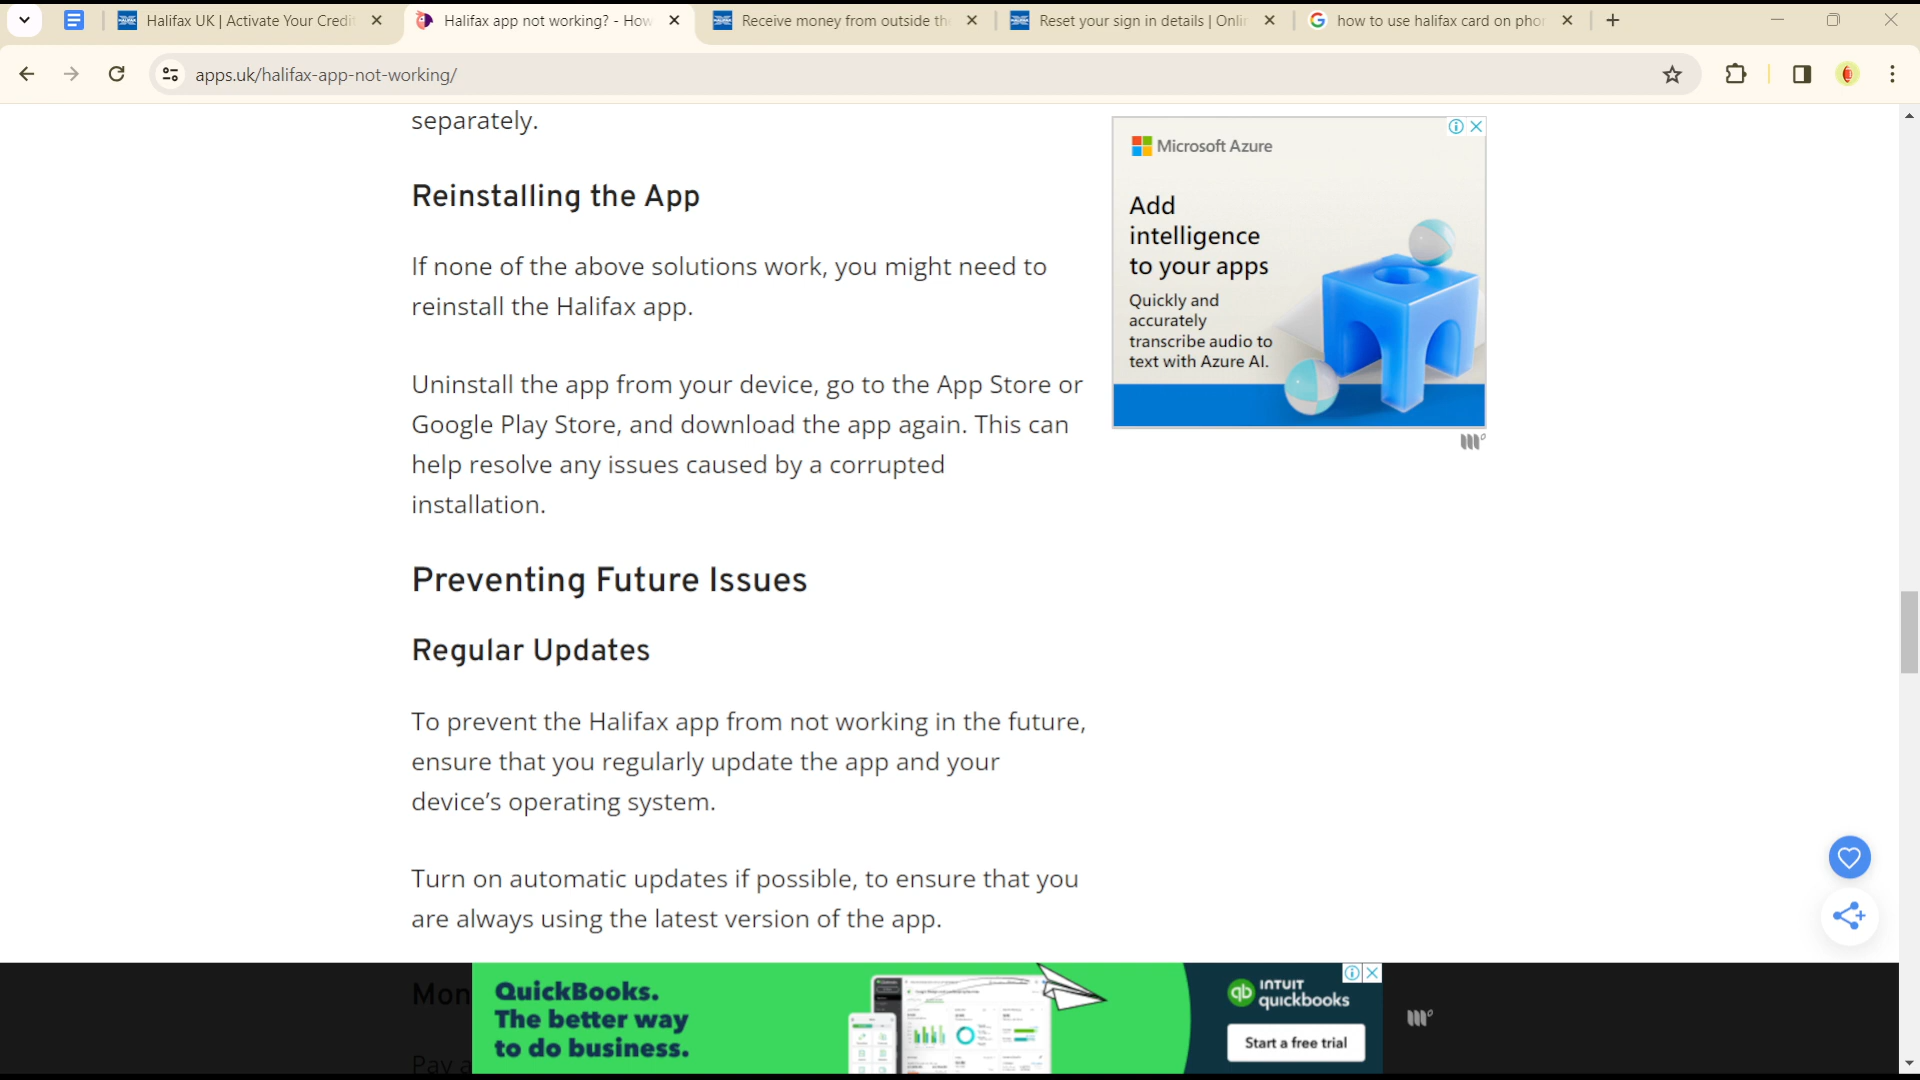 Halifax UK | Activate Your Credi
Halifax app not working? - How
Receive money from outside th
Reset your sign in details | Onli
how to use halifax card on pho
apps.uk/halifax-app-not-working/
separately.
Reinstalling the App
If none of the above solutions work, you might need to
reinstall the Halifax app.
Uninstall the app from your device, go to the App Store or
Google Play Store, and download the app again. This can
help resolve any issues caused by a corrupted
installation.
Preventing Future Issues
Regular Updates
To prevent the Halifax app from not working in the future,
ensure that you regularly update the app and your
device’s operating system.
Turn on automatic updates if possible, to ensure that you
are always using the latest version of the app.
Microsoft Azure
Add
intelligence
to your apps
Quickly and
accurately
transcribe audio to
text with Azure AI.
Mon
Pay a
QuickBooks.
The better way
to do business.
qb
INTUIT
quickbooks
Start a free trial